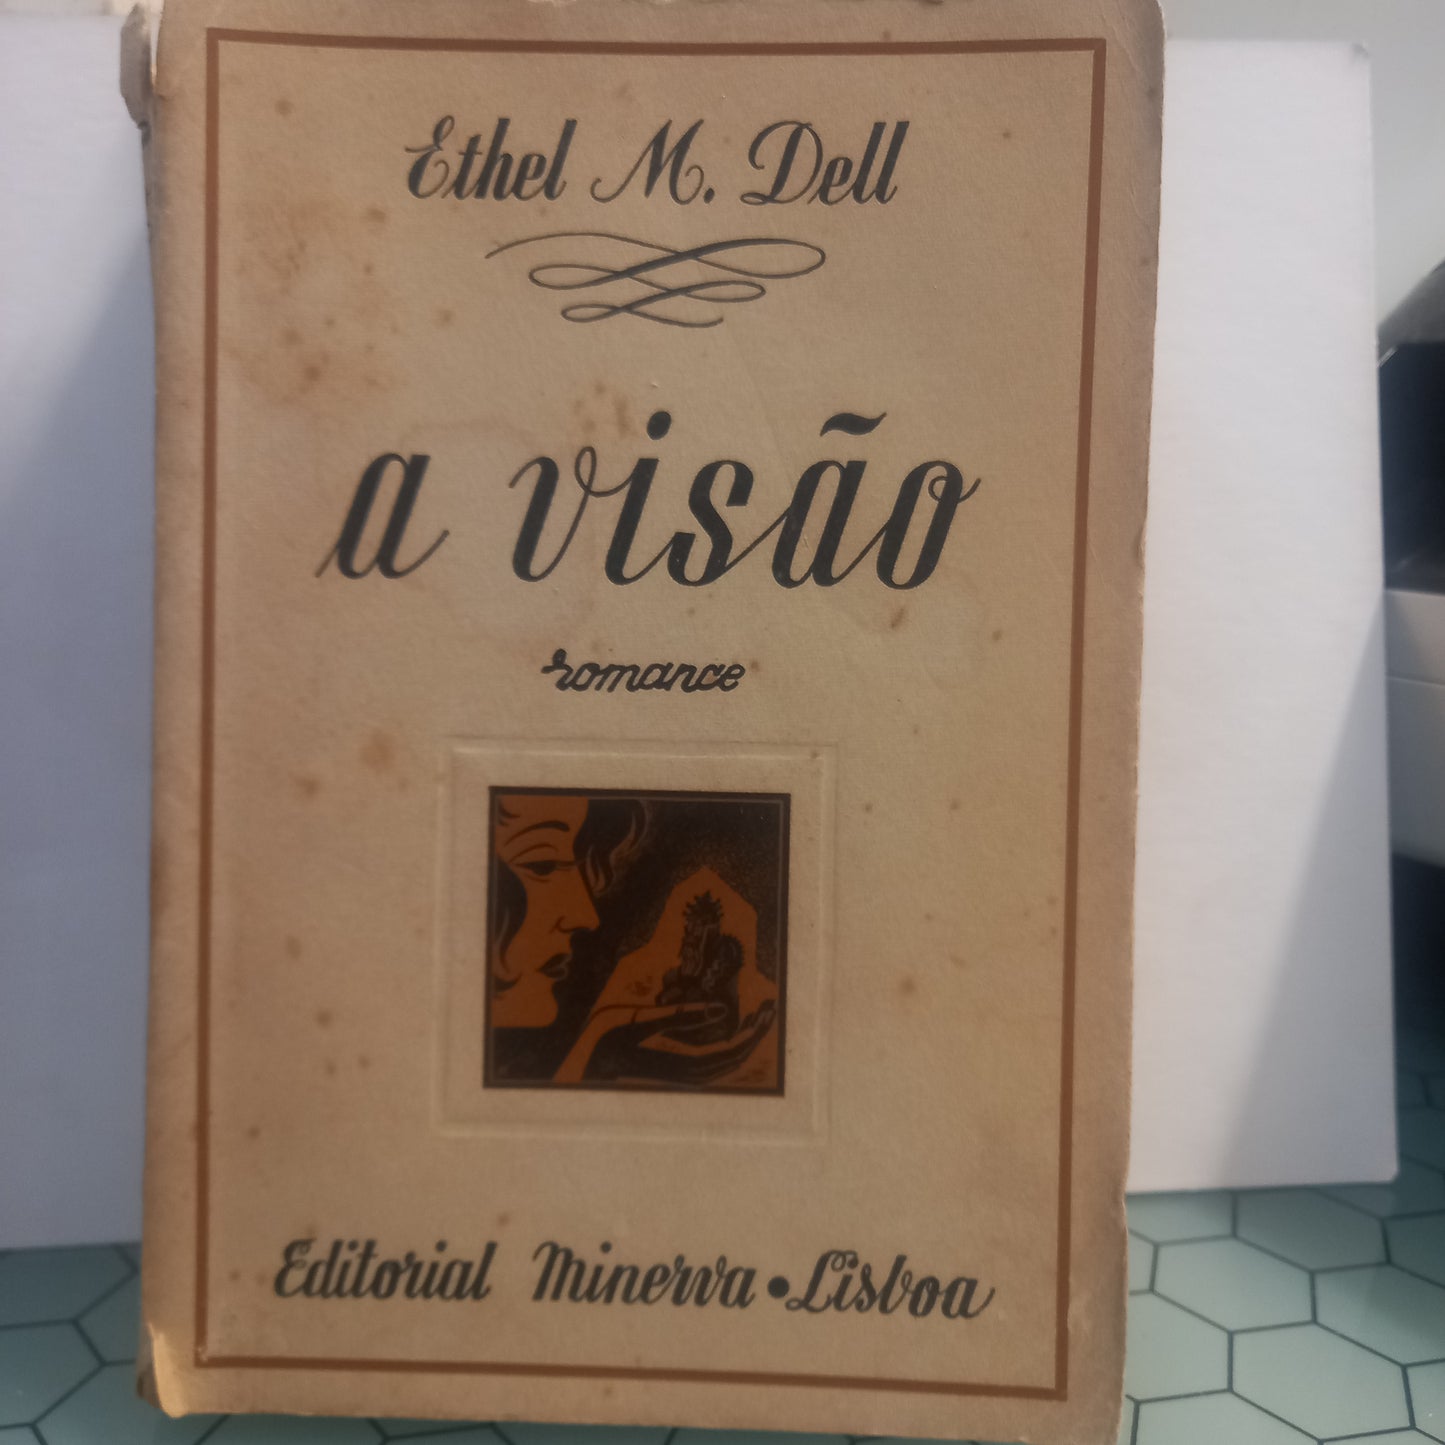 Ethel M. Dell
a visão
romance
Editorial Minerva • Lisboa